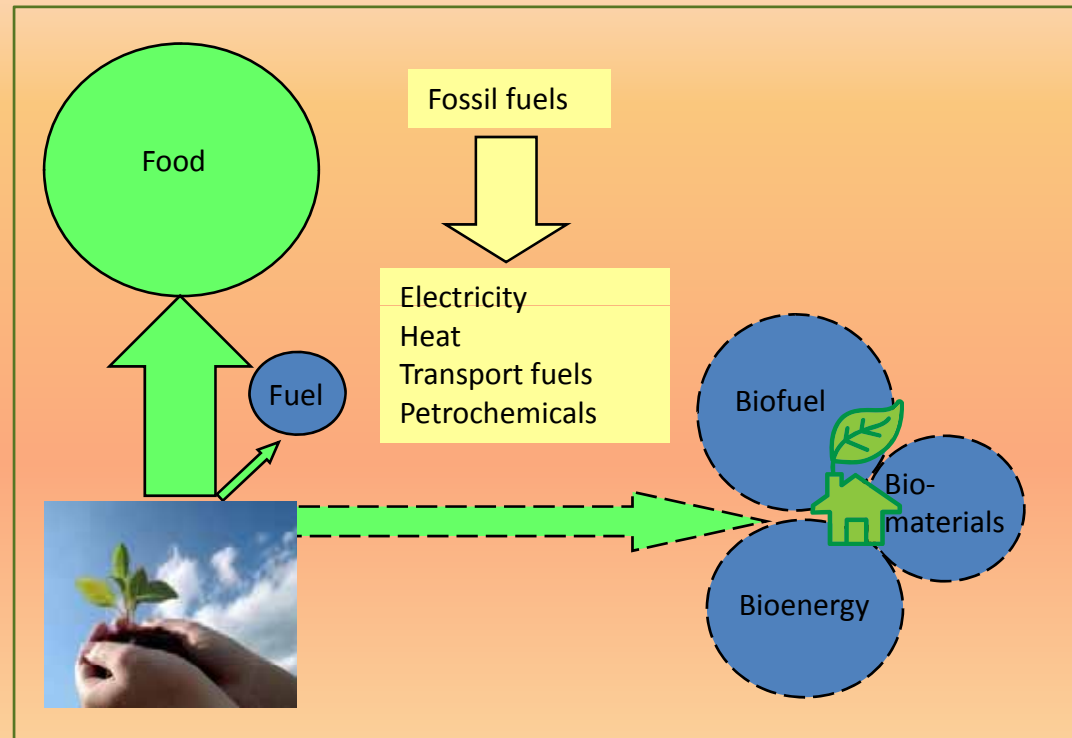 Food
Fossil fuels
Electricity
Heat
Transport fuels
Petrochemicals
Fuel
Biofuel
Bio-
materials
Bioenergy